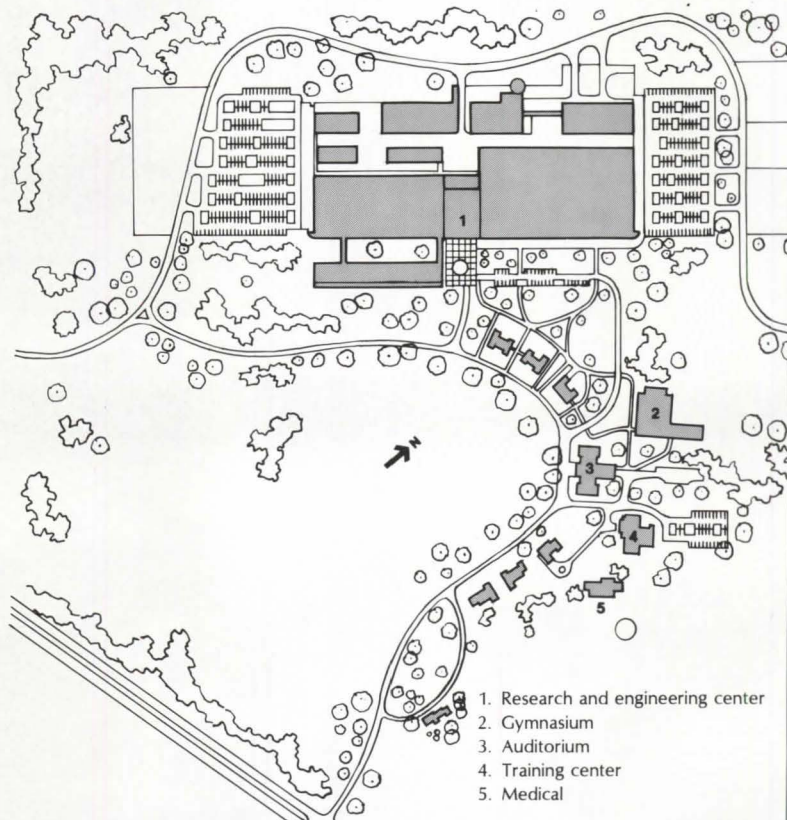 1
2
N
3
4
5
1. Research and engineering center
2. Gymnasium
3. Auditorium
4. Training center
5. Medical